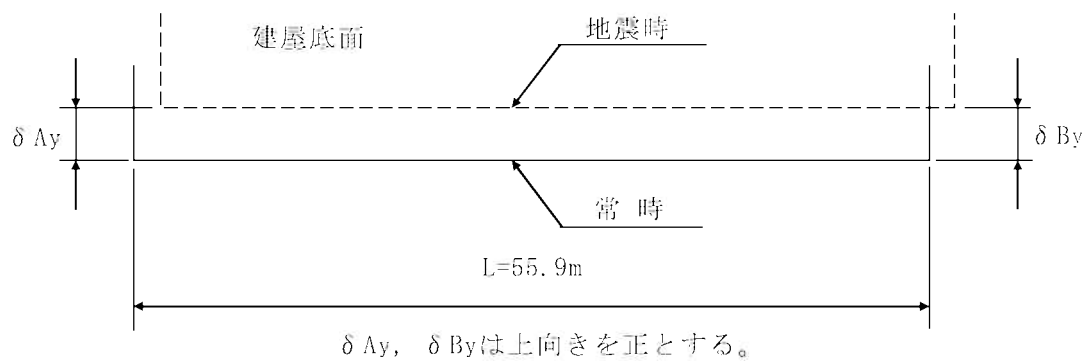 建屋底面
地震時
δAy
δBy
常 時
L=55.9m
δAy, δByは上向きを正とする。